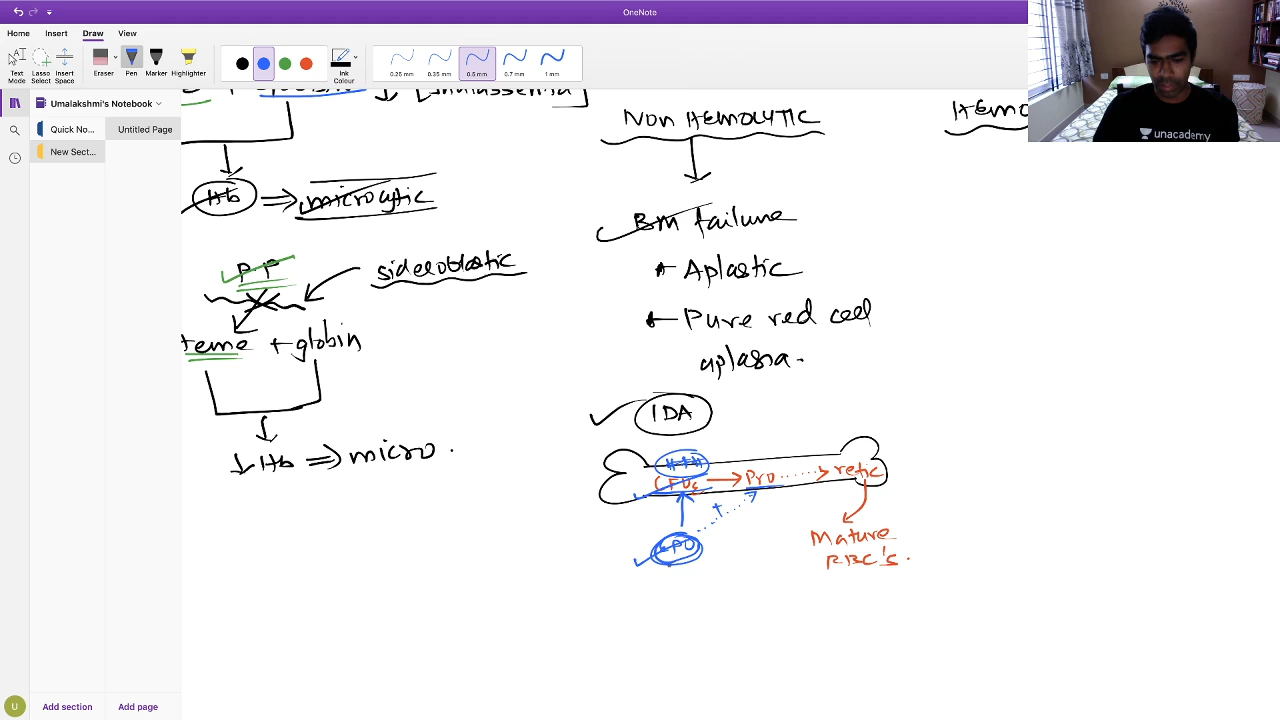 OneNote
Home Insert Draw View
Text Mode
Lasso Select
Insert Space
Eraser
Pen
Marker
Highlighter
Ink Colour
0.25 mm
0.35 mm
0.5 mm
0.7 mm
1 mm
Umalakshmi's Notebook
Quick No...
New Sect...
Untitled Page
unacademy
NON HEMOLYTIC
Hb ⇒ microcytic
BM failure
PP
sideroblastic
Aplastic
Pure red cell
aplasia.
+ globin
IDA
↓ Hb ⇒ micro.
+++
CFUe → Pro → retic
+
EPO
Mature
RBC's.
U
Add section
Add page